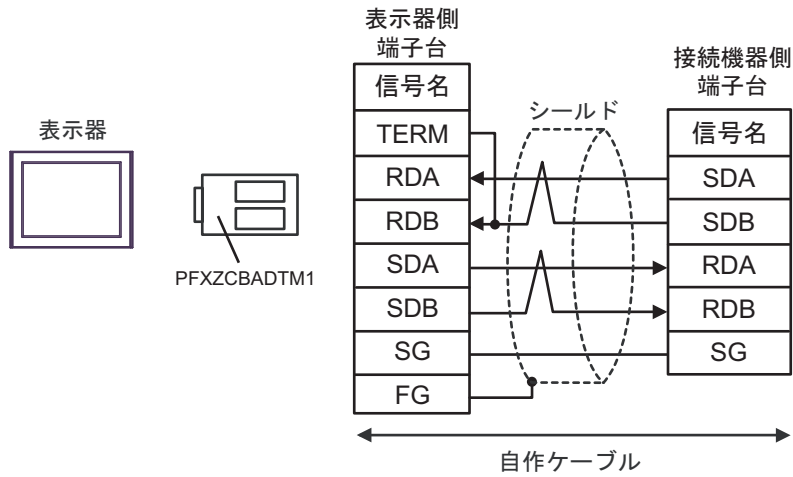 表示器
PFXZCBADTM1
表示器側
端子台
信号名
TERM
RDA
RDB
SDA
SDB
SG
FG
シールド
接続機器側
端子台
信号名
SDA
SDB
RDA
RDB
SG
自作ケーブル